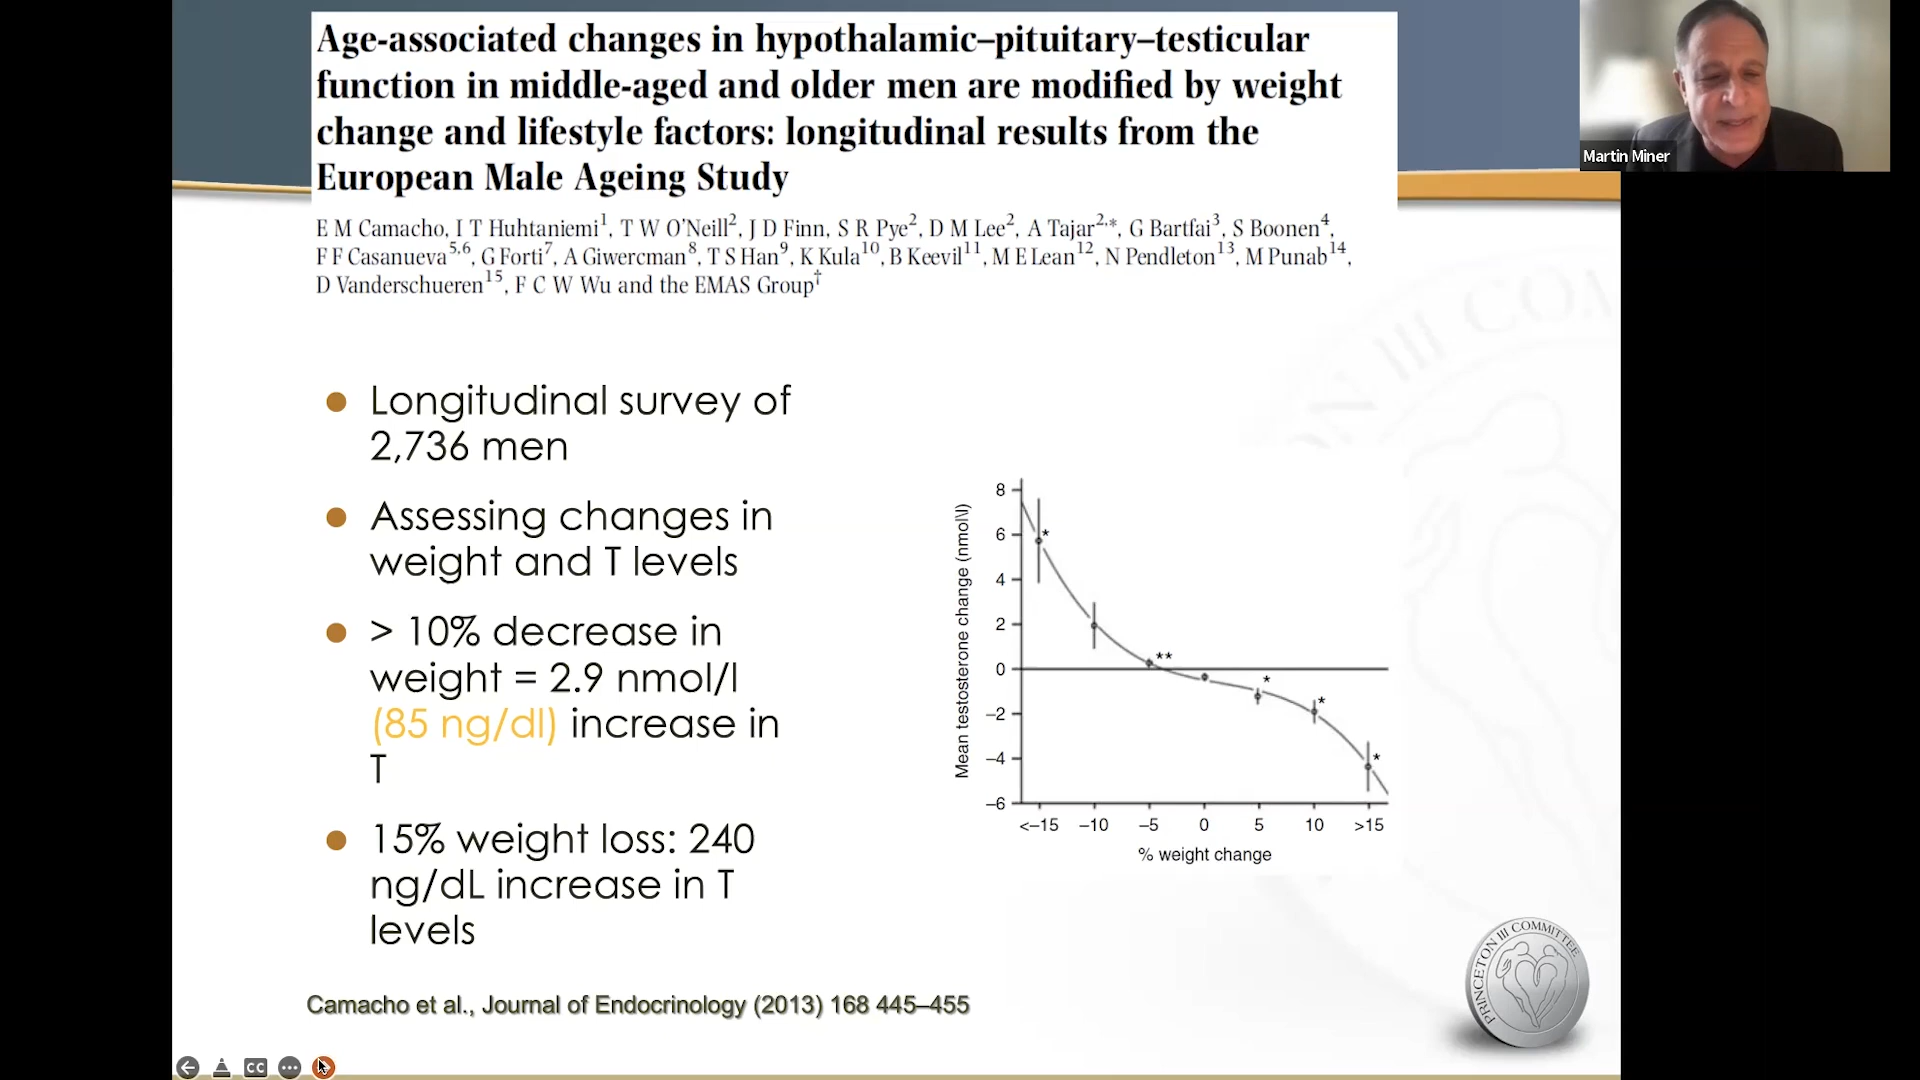 Age-associated changes in hypothalamic–pituitary–testicular
function in middle-aged and older men are modified by weight
change and lifestyle factors: longitudinal results from the
European Male Ageing Study
E M Camacho, I T Huhtaniemi¹, T W O'Neill², J D Finn, S R Pye², D M Lee², A Tajar²,*, G Bartfai³, S Boonen⁴,
F F Casanueva⁵,⁶, G Forti⁷, A Giwercman⁸, T S Han⁹, K Kula¹⁰, B Keevil¹¹, M E Lean¹², N Pendleton¹³, M Punab¹⁴,
D Vanderschueren¹⁵, F C W Wu and the EMAS Group†
Martin Miner
● Longitudinal survey of
2,736 men
● Assessing changes in
weight and T levels
● > 10% decrease in
weight = 2.9 nmol/l
(85 ng/dl) increase in
T
● 15% weight loss: 240
ng/dL increase in T
levels
Mean testosterone change (nmol\l)
8
6
4
2
0
–2
–4
–6
*
**
*
*
*
<–15 –10 –5 0 5 10 >15
% weight change
Camacho et al., Journal of Endocrinology (2013) 168 445–455
PRINCETON III COMMITTEE
III COM
CC